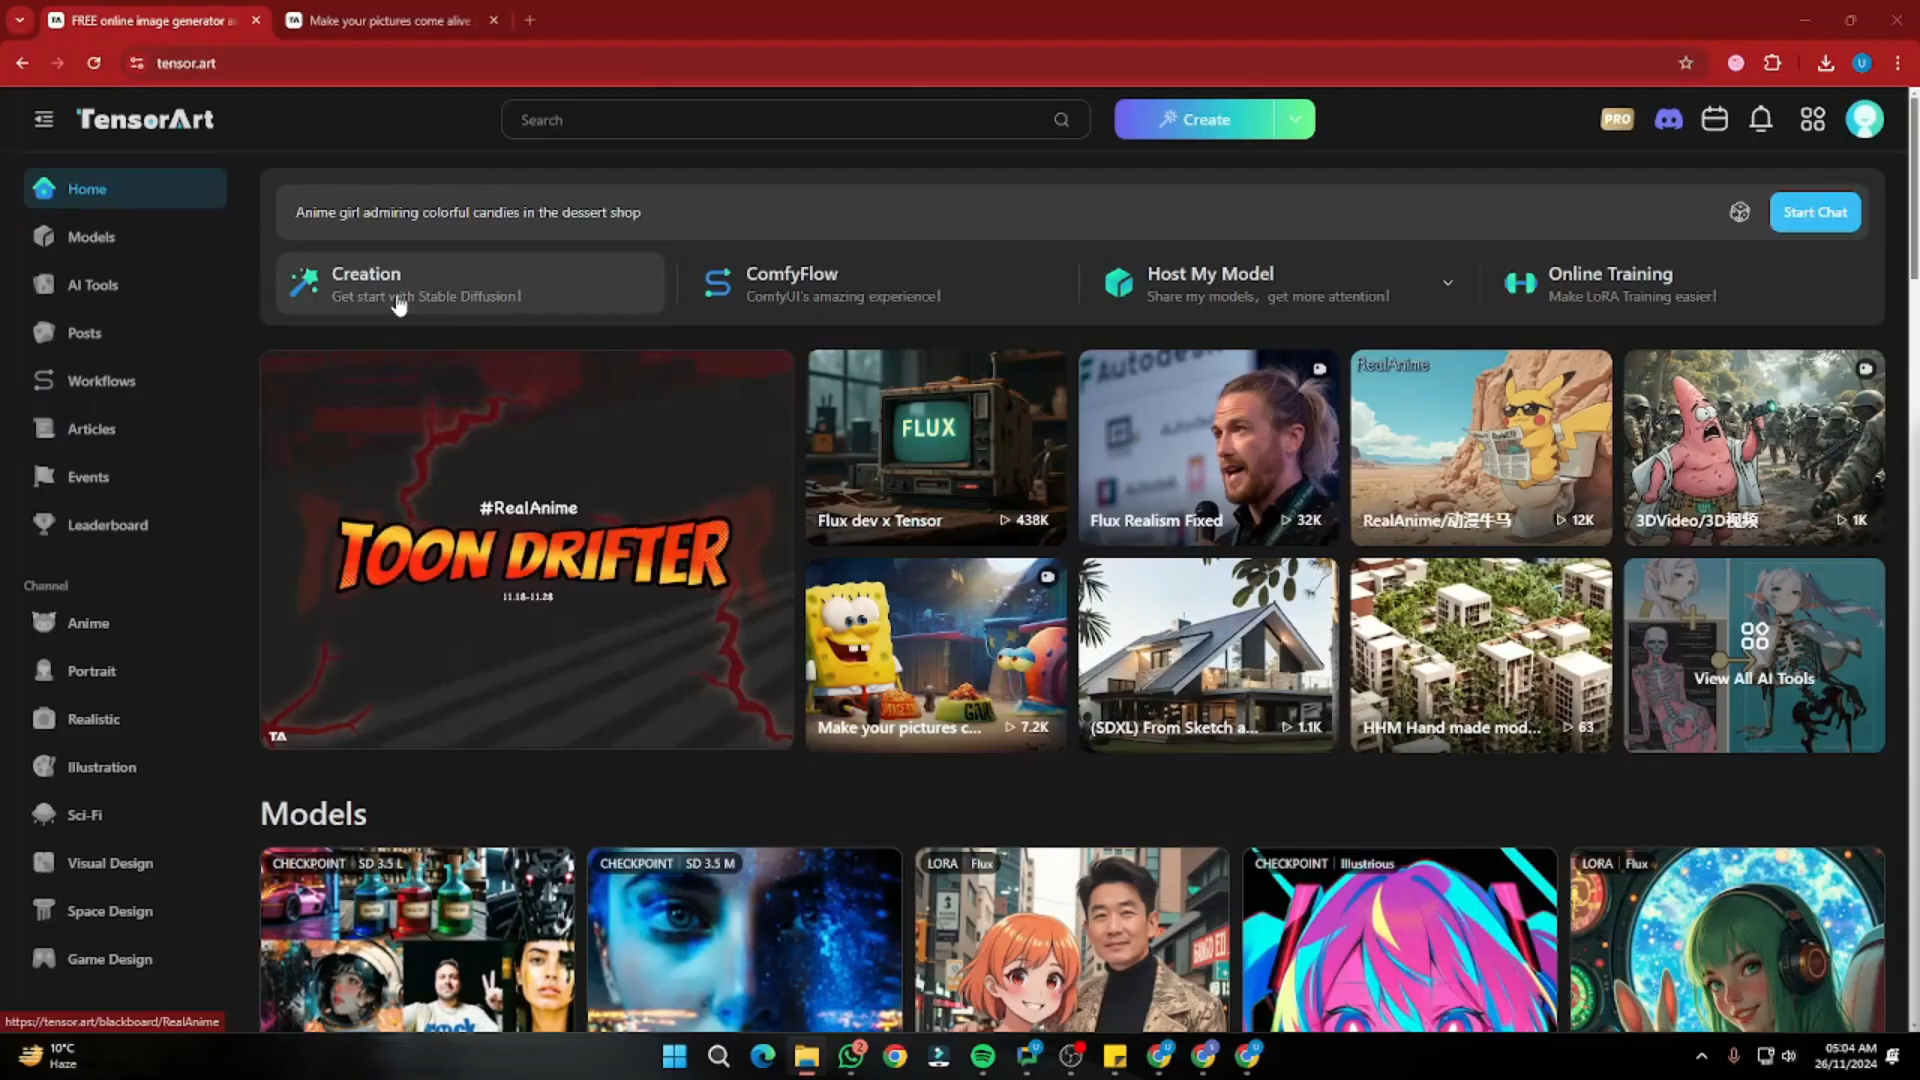 FREE online image generator a
Make your pictures come alive
tensor.art
TensorArt
Search
Create
PRO
Home
Models
AI Tools
Posts
Workflows
Articles
Events
Leaderboard
Channel
Anime
Portrait
Realistic
Illustration
Sci-Fi
Visual Design
Space Design
Game Design
Anime girl admiring colorful candies in the dessert shop
Start Chat
Creation
Get start with Stable Diffusion!
ComfyFlow
ComfyUI's amazing experience!
Host My Model
Share my models, get more attention!
Online Training
Make LoRA Training easier!
#RealAnime
TOON DRIFTER
11.18-11.28
TA
FLUX
Flux dev x Tensor
438K
Autodes
Flux Realism Fixed
32K
RealAnime
RealAnime/动漫牛马
12K
3DVideo/3D视频
1K
Make your pictures c...
7.2K
(SDXL) From Sketch a...
1.1K
HHM Hand made mod...
63
View All AI Tools
Models
CHECKPOINT SD 3.5 L
CHECKPOINT SD 3.5 M
LORA Flux
CHECKPOINT Illustrious
LORA Flux
https://tensor.art/blackboard/RealAnime
10°C
Haze
2
05:04 AM
26/11/2024